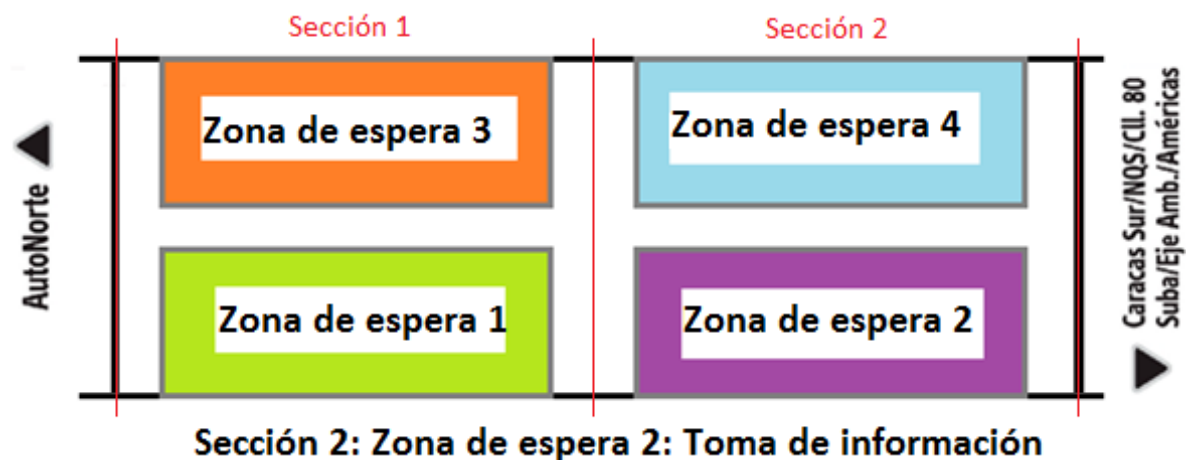 Sección 1
Sección 2
Zona de espera 3
Zona de espera 4
AutoNorte
Caracas Sur/NQS/Cll. 80
Suba/Eje Amb./Américas
Zona de espera 1
Zona de espera 2
Sección 2: Zona de espera 2: Toma de información